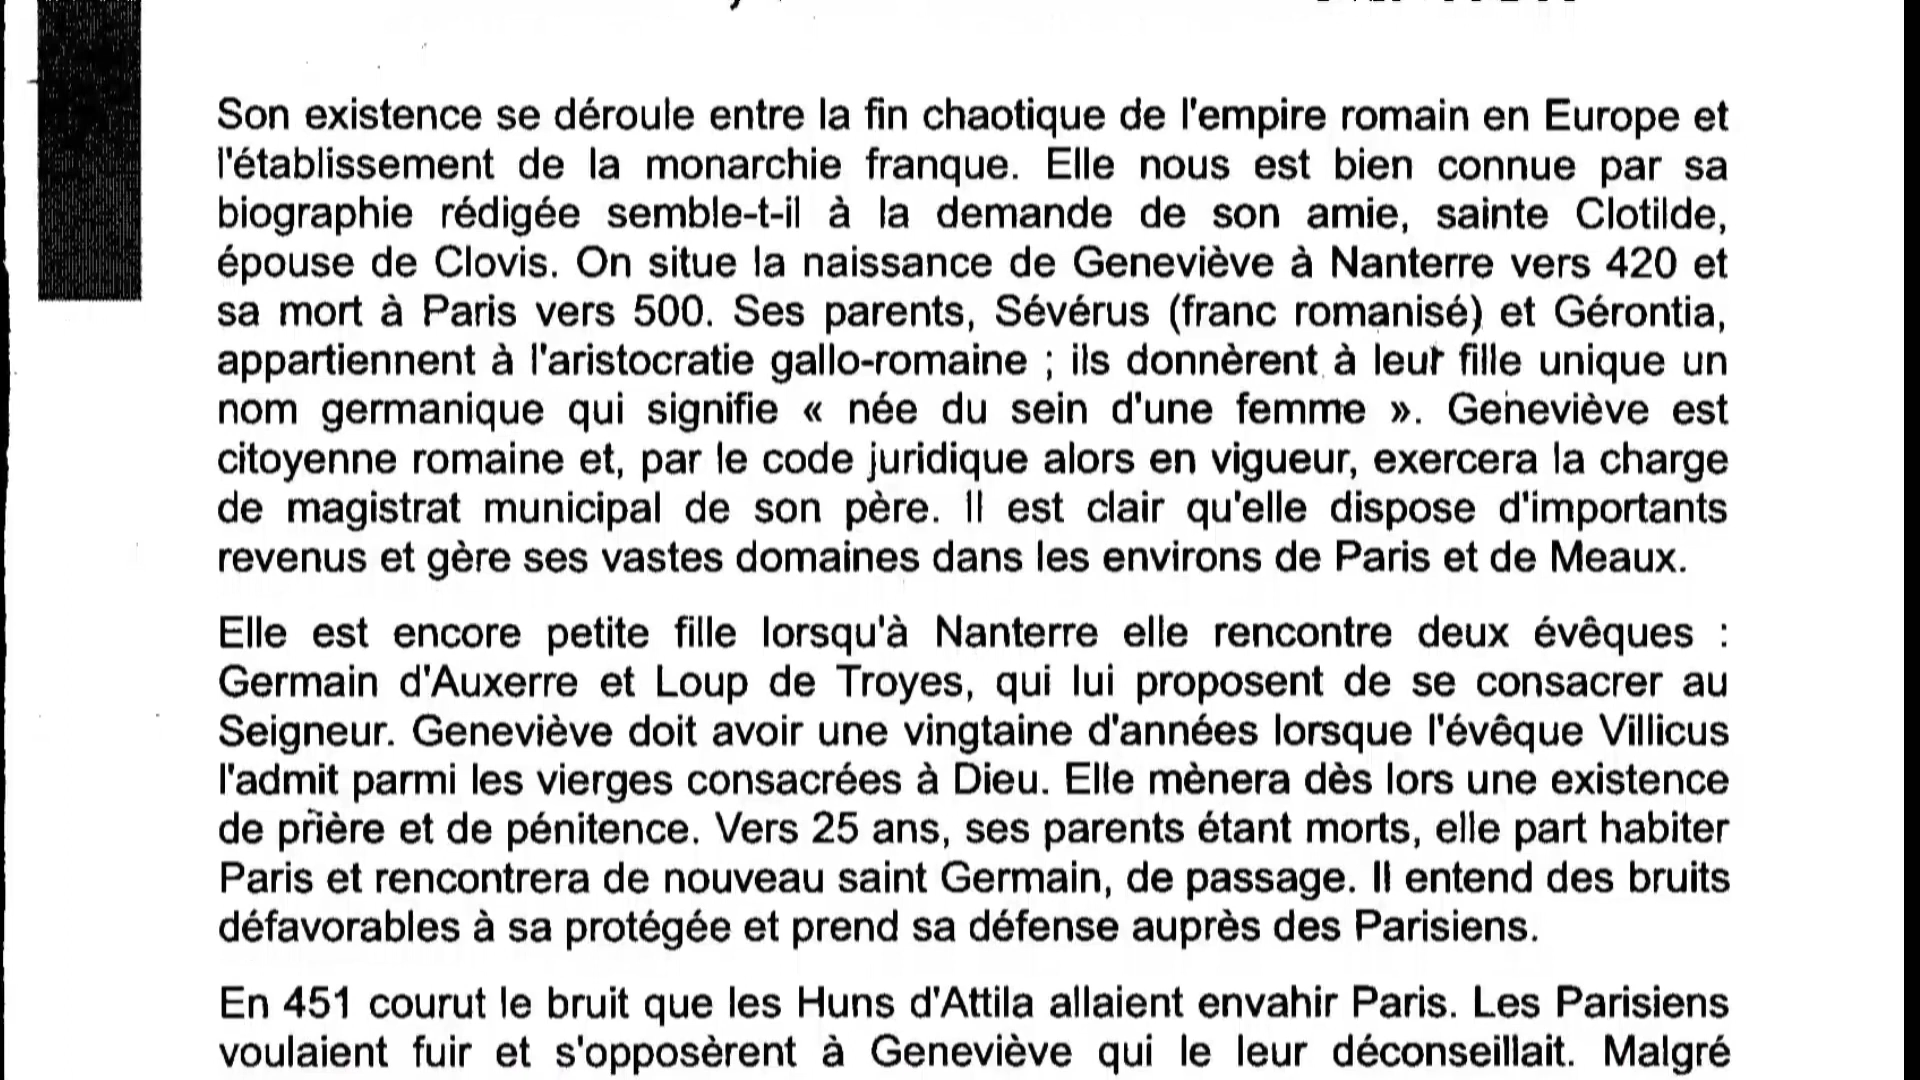 Son existence se déroule entre la fin chaotique de l'empire romain en Europe et
l'établissement de la monarchie franque. Elle nous est bien connue par sa
biographie rédigée semble-t-il à la demande de son amie, sainte Clotilde,
épouse de Clovis. On situe la naissance de Geneviève à Nanterre vers 420 et
sa mort à Paris vers 500. Ses parents, Sévérus (franc romanisé) et Gérontia,
appartiennent à l'aristocratie gallo-romaine ; ils donnèrent à leur fille unique un
nom germanique qui signifie « née du sein d'une femme ». Geneviève est
citoyenne romaine et, par le code juridique alors en vigueur, exercera la charge
de magistrat municipal de son père. Il est clair qu'elle dispose d'importants
revenus et gère ses vastes domaines dans les environs de Paris et de Meaux.
Elle est encore petite fille lorsqu'à Nanterre elle rencontre deux évêques :
Germain d'Auxerre et Loup de Troyes, qui lui proposent de se consacrer au
Seigneur. Geneviève doit avoir une vingtaine d'années lorsque l'évêque Villicus
l'admit parmi les vierges consacrées à Dieu. Elle mènera dès lors une existence
de prière et de pénitence. Vers 25 ans, ses parents étant morts, elle part habiter
Paris et rencontrera de nouveau saint Germain, de passage. Il entend des bruits
défavorables à sa protégée et prend sa défense auprès des Parisiens.
En 451 courut le bruit que les Huns d'Attila allaient envahir Paris. Les Parisiens
voulaient fuir et s'opposèrent à Geneviève qui le leur déconseillait. Malgré